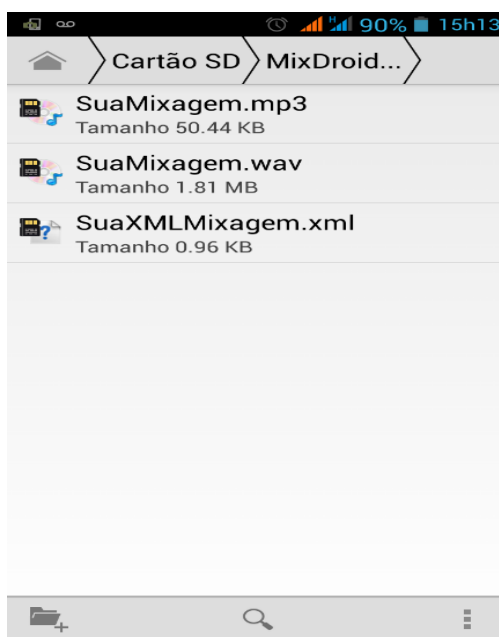 H 90% 15h13
Cartão SD MixDroid...
SuaMixagem.mp3
Tamanho 50.44 KB
SuaMixagem.wav
Tamanho 1.81 MB
SuaXMLMixagem.xml
Tamanho 0.96 KB